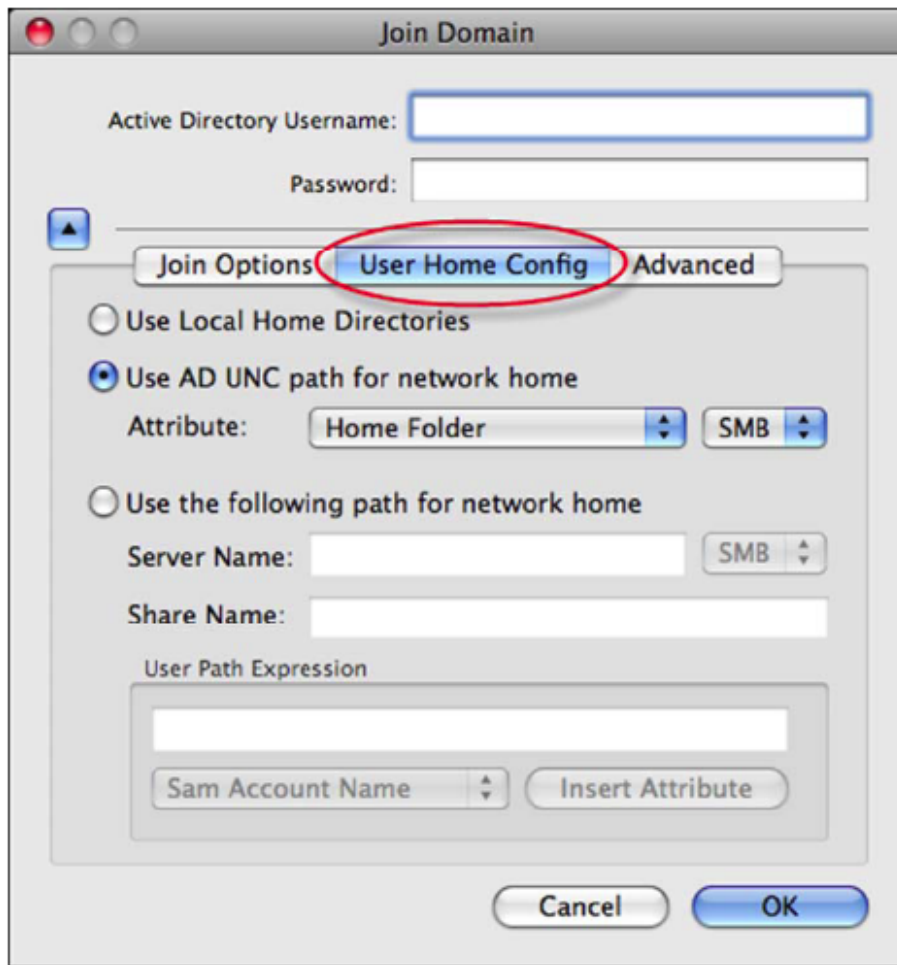 Join Domain
Active Directory Username:
Password:
Join Options User Home Config Advanced
Use Local Home Directories
Use AD UNC path for network home
Attribute: Home Folder SMB
Use the following path for network home
Server Name: SMB
Share Name:
User Path Expression
Sam Account Name Insert Attribute
Cancel OK